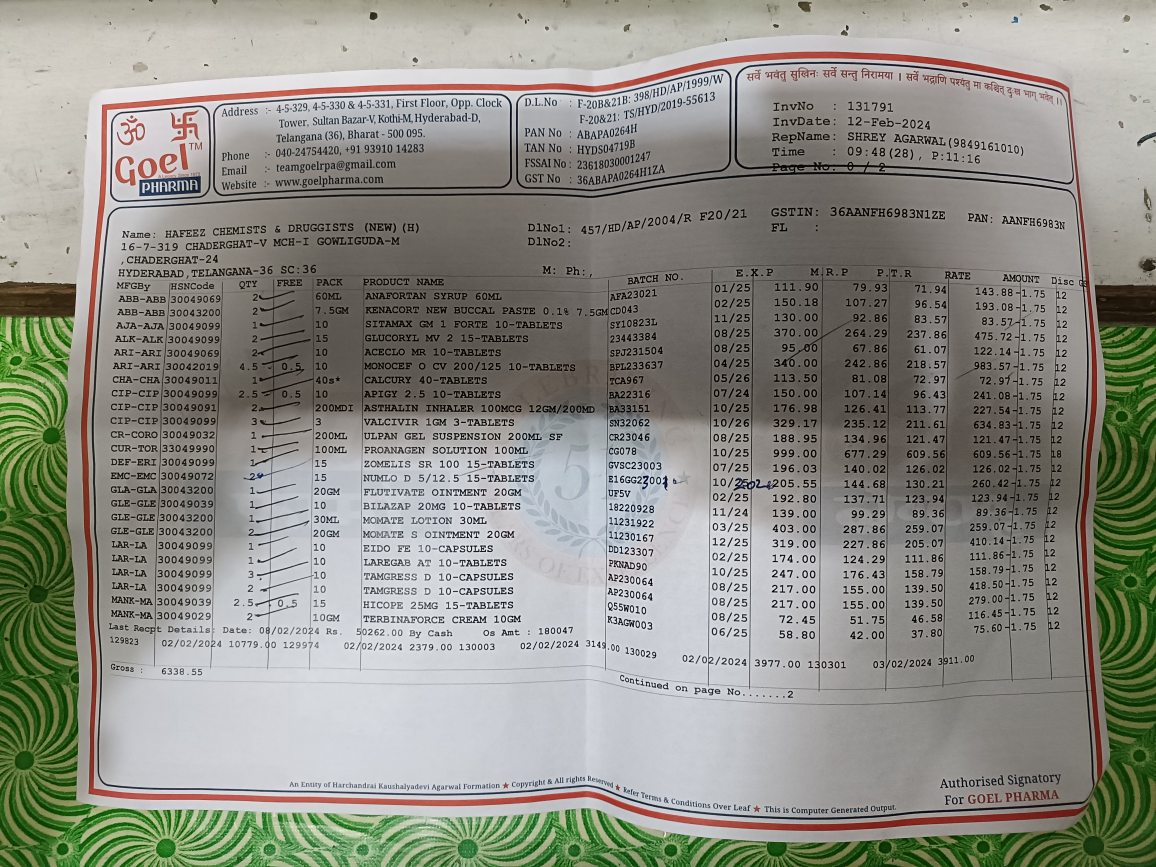 ॐ 卐
Goel TM
PHARMA
Address :- 4-5-329, 4-5-330 & 4-5-331, First Floor, Opp. Clock
Tower, Sultan Bazar-V, Kothi-M, Hyderabad-D,
Telangana (36), Bharat - 500 095.
Phone :- 040-24754420, +91 93910 14283
Email :- teamgoelrpa@gmail.com
Website :- www.goelpharma.com
D.L.No : F-20B&21B: 398/HD/AP/1999/W
F-20&21: TS/HYD/2019-55613
PAN No : ABAPA0264H
TAN No : HYDS04719B
FSSAI No : 23618030001247
GST No : 36ABAPA0264H1ZA
सर्वे भवंतु सुखिनः सर्वे सन्तु निरामया । सर्वे भद्राणि पश्यंतु मा कश्चित् दुःख भाग् भवेत् ।।
InvNo : 131791
InvDate: 12-Feb-2024
RepName: SHREY AGARWAL(9849161010)
Time : 09:48(28), P:11:16
Page No: 0 / 2
Name: HAFEEZ CHEMISTS & DRUGGISTS (NEW)(H)
16-7-319 CHADERGHAT-V MCH-I GOWLIGUDA-M
,CHADERGHAT-24
HYDERABAD,TELANGANA-36 SC:36
M: Ph:,
DlNo1: 457/HD/AP/2004/R F20/21
DlNo2:
GSTIN: 36AANFH6983N1ZE PAN: AANFH6983N
FL :
MFGBy HSNCode QTY FREE PACK PRODUCT NAME BATCH NO. E.X.P M.R.P P.T.R RATE AMOUNT Disc
ABB-ABB 30049069 2 60ML ANAFORTAN SYRUP 60ML AFA23021 01/25 111.90 79.93 71.94 143.88-1.75 12
ABB-ABB 30043200 2 7.5GM KENACORT NEW BUCCAL PASTE 0.1% 7.5GM CD043 02/25 150.18 107.27 96.54 193.08-1.75 12
AJA-AJA 30049099 1 10 SITAMAX GM 1 FORTE 10-TABLETS SY10823L 11/25 130.00 92.86 83.57 83.57-1.75 12
ALK-ALK 30049099 2 15 GLUCORYL MV 2 15-TABLETS 23443384 08/25 370.00 264.29 237.86 475.72-1.75 12
ARI-ARI 30049069 2 10 ACECLO MR 10-TABLETS SPJ231504 08/25 95.00 67.86 61.07 122.14-1.75 12
ARI-ARI 30042019 4.5 0.5 10 MONOCEF O CV 200/125 10-TABLETS BPL233637 04/25 340.00 242.86 218.57 983.57-1.75 12
CHA-CHA 30049011 1 40s* CALCURY 40-TABLETS TCA967 05/26 113.50 81.08 72.97 72.97-1.75 12
CIP-CIP 30049099 2.5 0.5 10 APIGY 2.5 10-TABLETS BA22316 07/24 150.00 107.14 96.43 241.08-1.75 12
CIP-CIP 30049091 2 200MDI ASTHALIN INHALER 100MCG 12GM/200MD BA33151 10/25 176.98 126.41 113.77 227.54-1.75 12
CIP-CIP 30049099 3 3 VALCIVIR 1GM 3-TABLETS SN32062 10/26 329.17 235.12 211.61 634.83-1.75 12
CR-CORO 30049032 1 200ML ULPAN GEL SUSPENSION 200ML SF CR23046 08/25 188.95 134.96 121.47 121.47-1.75 12
CUR-TOR 33049990 1 100ML PROANAGEN SOLUTION 100ML CG078 10/25 999.00 677.29 609.56 609.56-1.75 18
DEF-ERI 30049099 1 15 ZOMELIS SR 100 15-TABLETS GVSC23003 07/25 196.03 140.02 126.02 126.02-1.75 12
EMC-EMC 30049072 2 15 NUMLO D 5/12.5 15-TABLETS 10/ 205.55 144.68 130.21 260.42-1.75 12
GLA-GLA 30043200 1 20GM FLUTIVATE OINTMENT 20GM UF5V 02/25 192.80 137.71 123.94 123.94-1.75 12
GLE-GLE 30049039 1 10 BILAZAP 20MG 10-TABLETS 18220928 11/24 139.00 99.29 89.36 89.36-1.75 12
GLE-GLE 30043200 1 30ML MOMATE LOTION 30ML 11231922 03/25 403.00 287.86 259.07 259.07-1.75 12
GLE-GLE 30043200 2 20GM MOMATE S OINTMENT 20GM 11230167 12/25 319.00 227.86 205.07 410.14-1.75 12
LAR-LA 30049099 1 10 EIDO FE 10-CAPSULES DD123307 02/25 174.00 124.29 111.86 111.86-1.75 12
LAR-LA 30049099 1 10 LAREGAB AT 10-TABLETS PKNAD90 10/25 247.00 176.43 158.79 158.79-1.75 12
LAR-LA 30049099 3 10 TAMGRESS D 10-CAPSULES AP230064 08/25 217.00 155.00 139.50 418.50-1.75 12
LAR-LA 30049099 2 10 TAMGRESS D 10-CAPSULES AP230064 08/25 217.00 155.00 139.50 279.00-1.75 12
MANK-MA 30049039 2.5 0.5 15 HICOPE 25MG 15-TABLETS Q55W010 08/25 72.45 51.75 46.58 116.45-1.75 12
MANK-MA 30049029 2 10GM TERBINAFORCE CREAM 10GM K3AGW003 06/25 58.80 42.00 37.80 75.60-1.75 12
Last Recpt Details: Date: 08/02/2024 Rs. 50262.00 By Cash Os Amt : 180047
129823 02/02/2024 10779.00 129974 02/02/2024 2379.00 130003 02/02/2024 3149.00 130029 02/02/2024 3977.00 130301 03/02/2024 3911.00
Gross : 6338.55
Continued on page No.......2
An Entity of Harchandrai Kaushalyadevi Agarwal Formation ★ Copyright & All rights Reserved ★ Refer Terms & Conditions Over Leaf ★ This is Computer Generated Output.
Authorised Signatory
For GOEL PHARMA